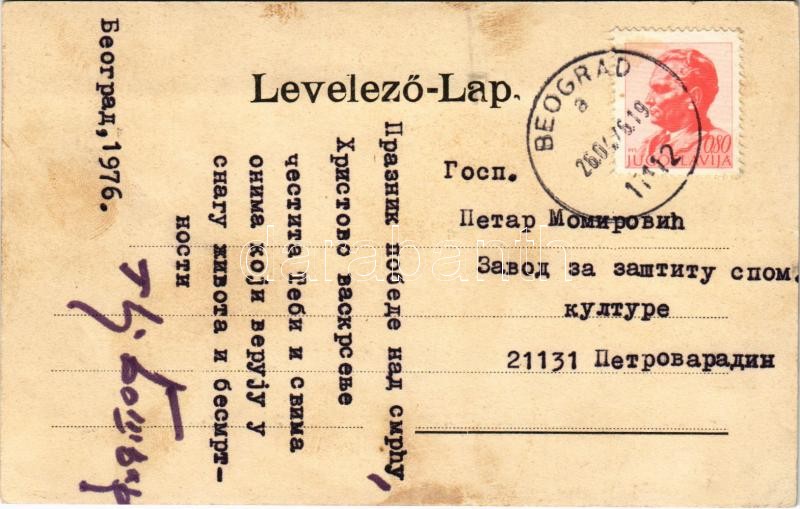 Levelező-Lap.
BEOGRAD
a
26.04.76.19
11112
0,80
JUGOSLAVIJA
Госп.
Петар Момировић
Завод за заштиту спом.
културе
21131 Петроварадин
Празник победе над смрћу,
Христово васкрсење
честита Теби и свима
онима који верују у
снагу живота и бесмрт-
ности
Београд, 1976.
darabanth